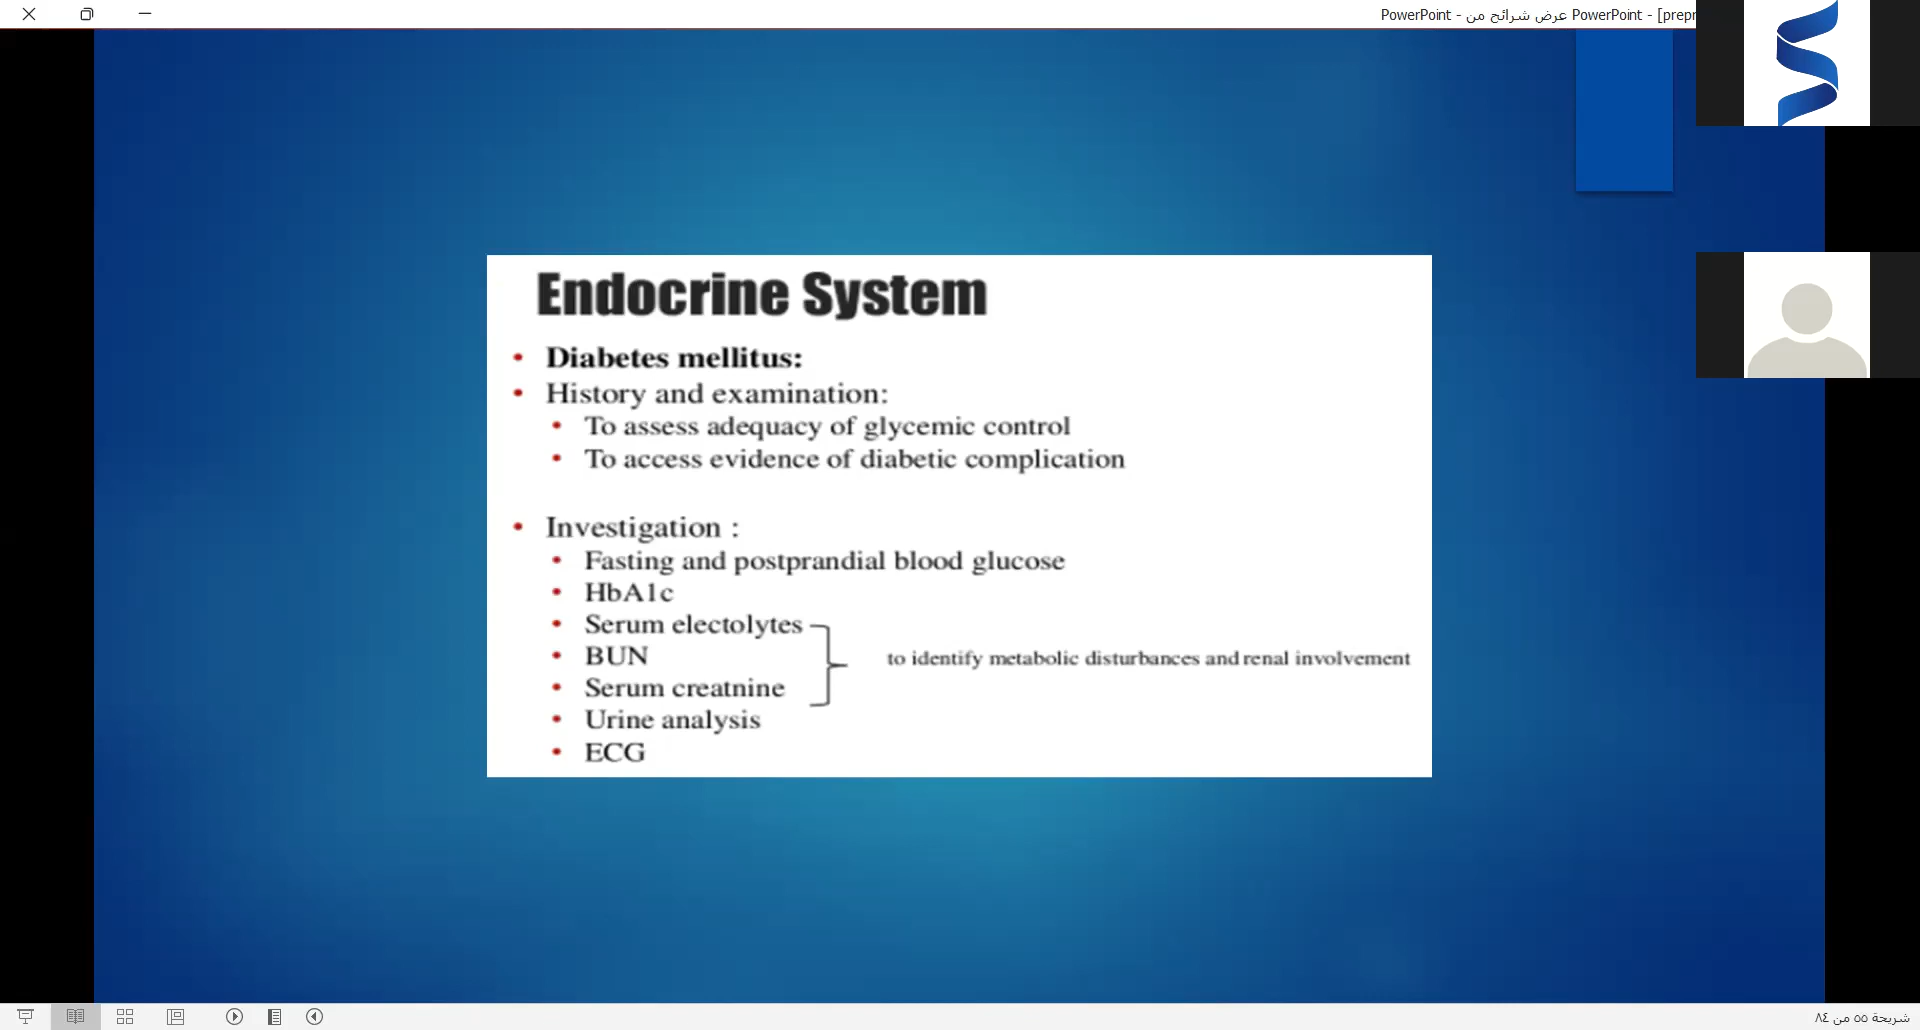 PowerPoint - عرض شرائح من PowerPoint - [prepr
Endocrine System
• Diabetes mellitus:
• History and examination:
• To assess adequacy of glycemic control
• To access evidence of diabetic complication
• Investigation :
• Fasting and postprandial blood glucose
• HbA1c
• Serum electolytes
• BUN
to identify metabolic disturbances and renal involvement
• Serum creatnine
• Urine analysis
• ECG
شريحة ٥٥ من ٨٤